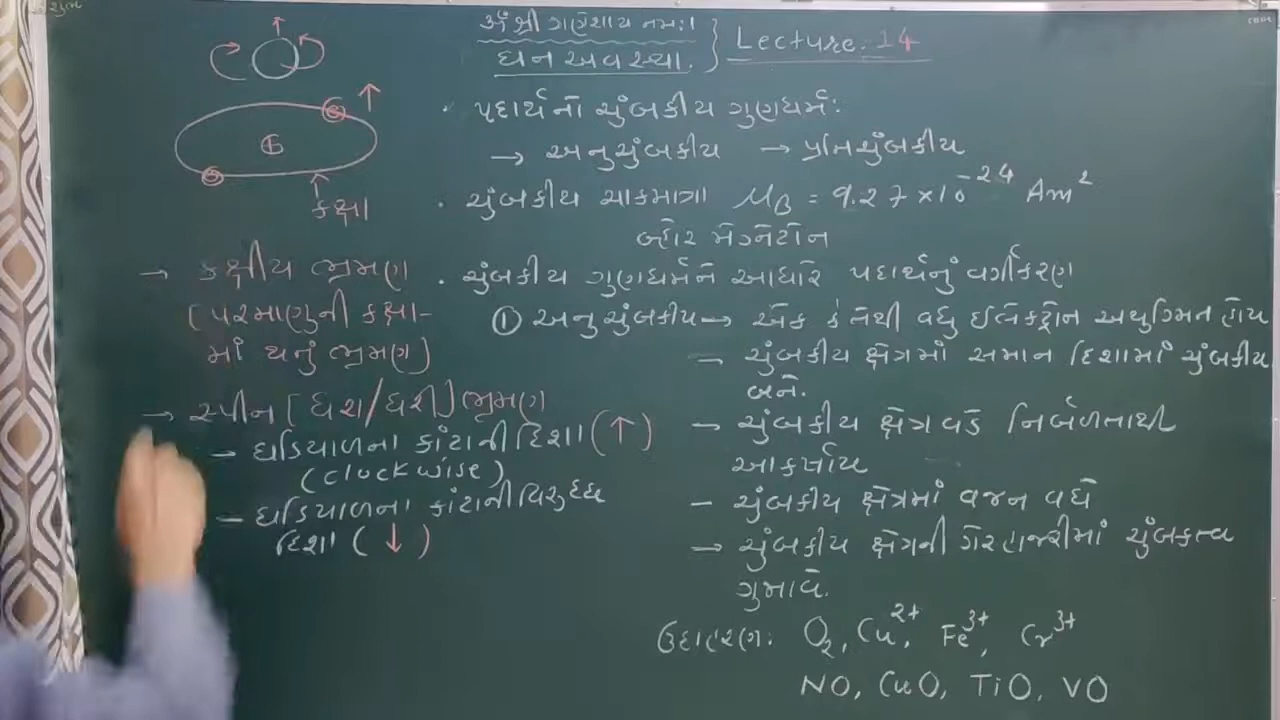 ૐ શ્રી ગણેશાય નમઃ।
ઘન અવસ્થા. } Lecture: 14
· પદાર્થનો ચુંબકીય ગુણધર્મ:
→ અનુચુંબકીય → પ્રતિચુંબકીય
· ચુંબકીય ચાકમાત્રા μB = 9.27 × 10⁻²⁴ Am²
બ્હોર મેગ્નેટોન
· ચુંબકીય ગુણધર્મને આધારે પદાર્થનું વર્ગીકરણ
① અનુચુંબકીય → એક કે તેથી વધુ ઈલેક્ટ્રોન અયુગ્મિત હોય
– ચુંબકીય ક્ષેત્રમાં સમાન દિશામાં ચુંબકીય
બને.
– ચુંબકીય ક્ષેત્ર વડે નિર્બળતાથી
આકર્ષાય
– ચુંબકીય ક્ષેત્રમાં વજન વધે
– ચુંબકીય ક્ષેત્રની ગેરહાજરીમાં ચુંબકત્વ
ગુમાવે.
ઉદાહરણ: O₂, Cu²⁺, Fe³⁺, Cr³⁺
NO, CuO, TiO, VO
કક્ષા
→ કક્ષીય ભ્રમણ
[પરમાણુની કક્ષા-
માં થતું ભ્રમણ]
→ સ્પીન [ધરા/ધરી] ભ્રમણ
– ઘડિયાળના કાંટાની દિશા (↑)
(clockwise)
– ઘડિયાળના કાંટાની વિરુદ્ધ
દિશા (↓)